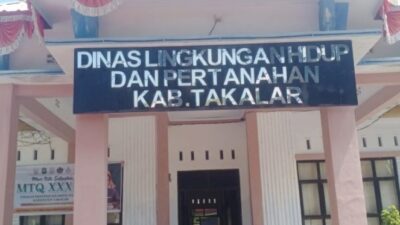 DINAS LINGKUNGAN HIDUP
DAN PERTANAHAN
KAB. TAKALAR
MTQ XXX